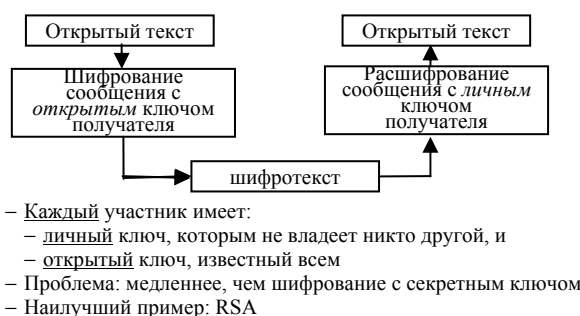 Открытый текст
Шифрование
сообщения с
открытым ключом
получателя
шифротекст
Открытый текст
Расшифрование
сообщения с личным
ключом
получателя
– Каждый участник имеет:
– личный ключ, которым не владеет никто другой, и
– открытый ключ, известный всем
– Проблема: медленнее, чем шифрование с секретным ключом
– Наилучший пример: RSA